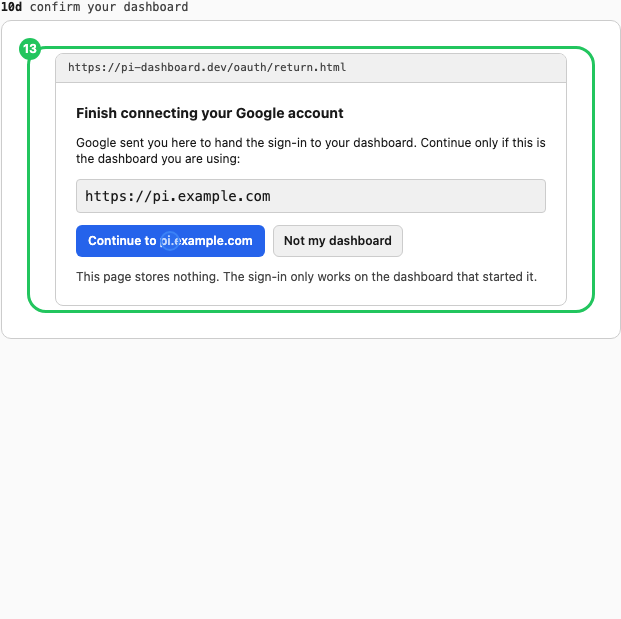 10d confirm your dashboard
13
https://pi-dashboard.dev/oauth/return.html
Finish connecting your Google account
Google sent you here to hand the sign-in to your dashboard. Continue only if this is
the dashboard you are using:
https://pi.example.com
Continue to pi.example.com
Not my dashboard
This page stores nothing. The sign-in only works on the dashboard that started it.